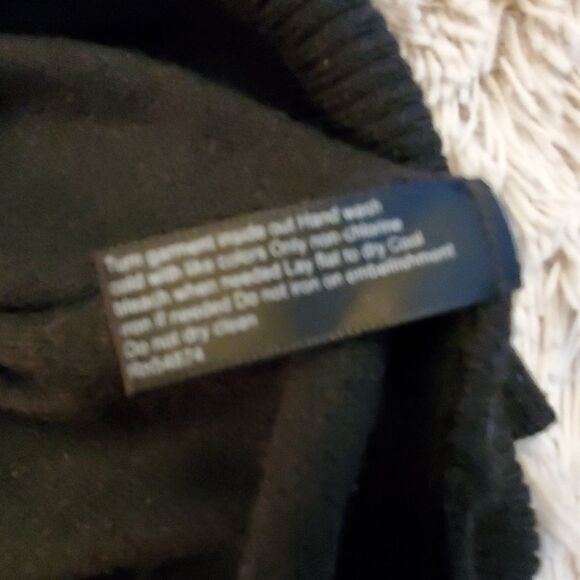 Turn garment inside out Hand wash
cold with like colors Only non chlorine
bleach when needed Lay flat to dry Cool
iron if needed Do not iron on embellishment
Do not dry clean